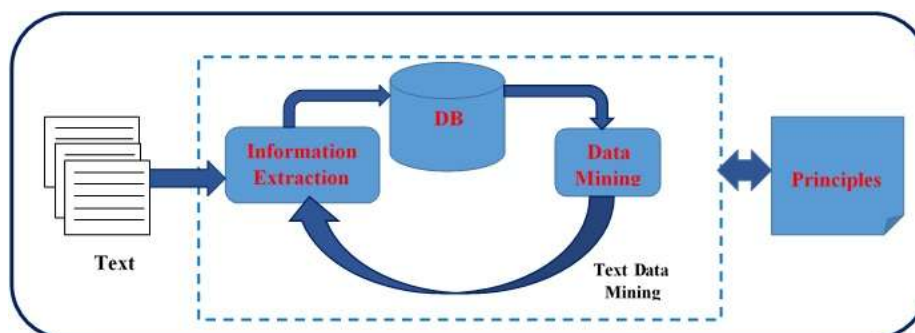 DB
Information
Extraction
Data
Mining
Principles
Text
Text Data
Mining